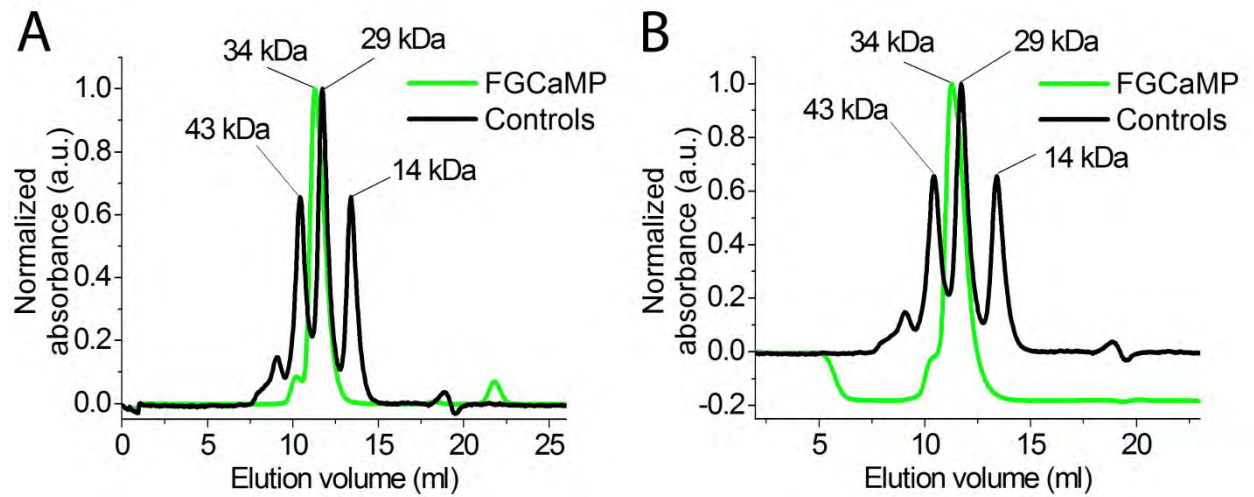 A
34 kDa
29 kDa
43 kDa
14 kDa
FGCaMP
Controls
Normalized
absorbance (a.u.)
1.0
0.8
0.6
0.4
0.2
0.0
0
5
10
15
20
25
Elution volume (ml)
B
34 kDa
29 kDa
43 kDa
14 kDa
FGCaMP
Controls
Normalized
absorbance (a.u.)
1.0
0.8
0.6
0.4
0.2
0.0
-0.2
5
10
15
20
Elution volume (ml)